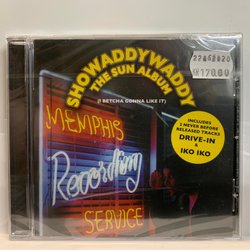 SHOWADDYWADDY
THE SUN ALBUM
(I BETCHA GONNA LIKE IT)
MEMPHIS
Recording
SERVICE
INCLUDES
2 NEVER BEFORE
RELEASED TRACKS
DRIVE-IN
&
IKO IKO